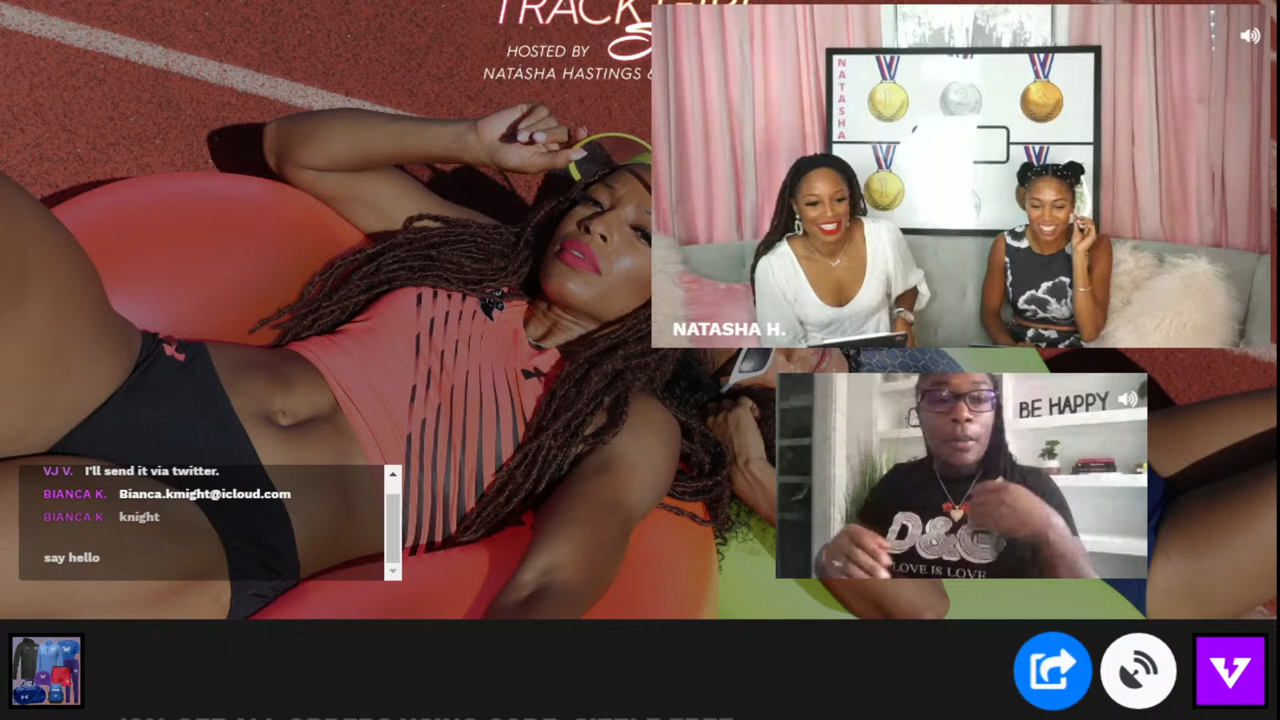 TRACK
HOSTED BY
NATASHA HASTINGS &
NATASHA
NATASHA H.
BE HAPPY
D&G
LOVE IS LOVE
VJ V. I'll send it via twitter.
BIANCA K. Bianca.kmight@icloud.com
BIANCA K. knight
say hello